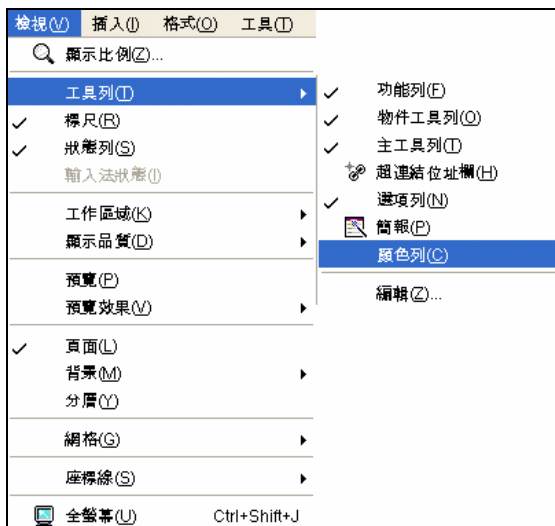 檢視(V) 插入(I) 格式(O) 工具(T)
顯示比例(Z)...
工具列(T)
標尺(R)
狀態列(S)
輸入法狀態(I)
工作區域(K)
顯示品質(D)
預覽(P)
預覽效果(V)
頁面(L)
背景(M)
分層(Y)
網格(G)
座標線(S)
全螢幕(U) Ctrl+Shift+J
功能列(F)
物件工具列(O)
主工具列(T)
超連結位址欄(H)
選項列(N)
簡報(P)
顏色列(C)
編輯(Z)...